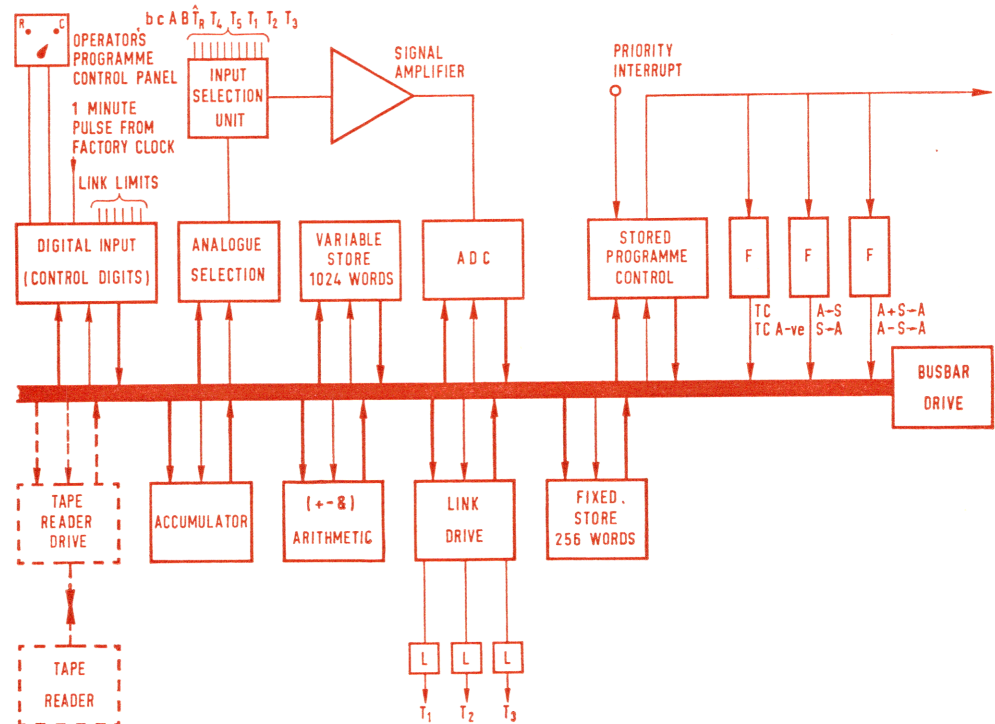 R C
OPERATOR'S
PROGRAMME
CONTROL PANEL
1 MINUTE
PULSE FROM
FACTORY CLOCK
LINK LIMITS
b c A B T̂R T4 T5 T1 T2 T3
INPUT
SELECTION
UNIT
SIGNAL
AMPLIFIER
PRIORITY
INTERRUPT
DIGITAL INPUT
(CONTROL DIGITS)
ANALOGUE
SELECTION
VARIABLE
STORE
1024 WORDS
ADC
STORED
PROGRAMME
CONTROL
F
F
F
TC
TC A-ve
A→S
S→A
A+S→A
A-S→A
BUSBAR
DRIVE
TAPE
READER
DRIVE
ACCUMULATOR
(+-&)
ARITHMETIC
LINK
DRIVE
FIXED.
STORE
256 WORDS
TAPE
READER
L
L
L
T1
T2
T3